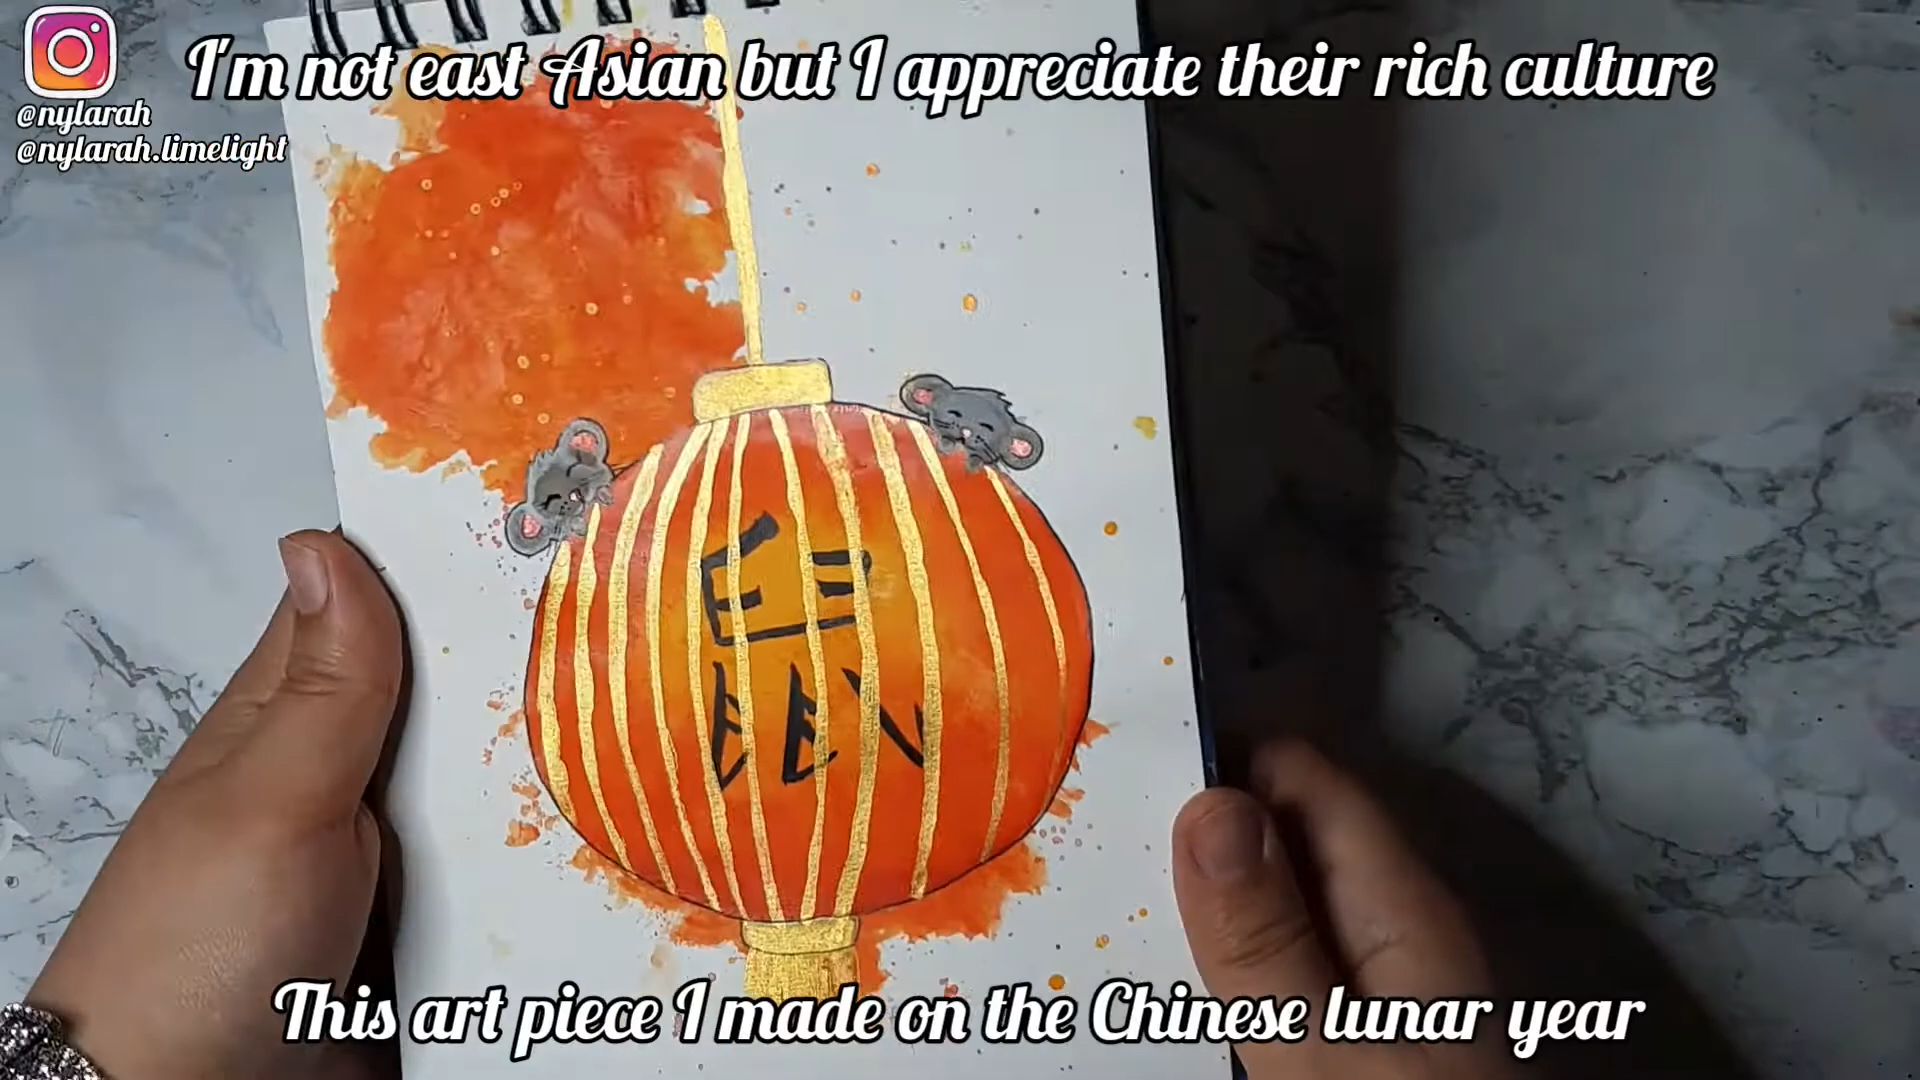 I'm not east Asian but I appreciate their rich culture
@nylarah
@nylarah.limelight
鼠
This art piece I made on the Chinese lunar year